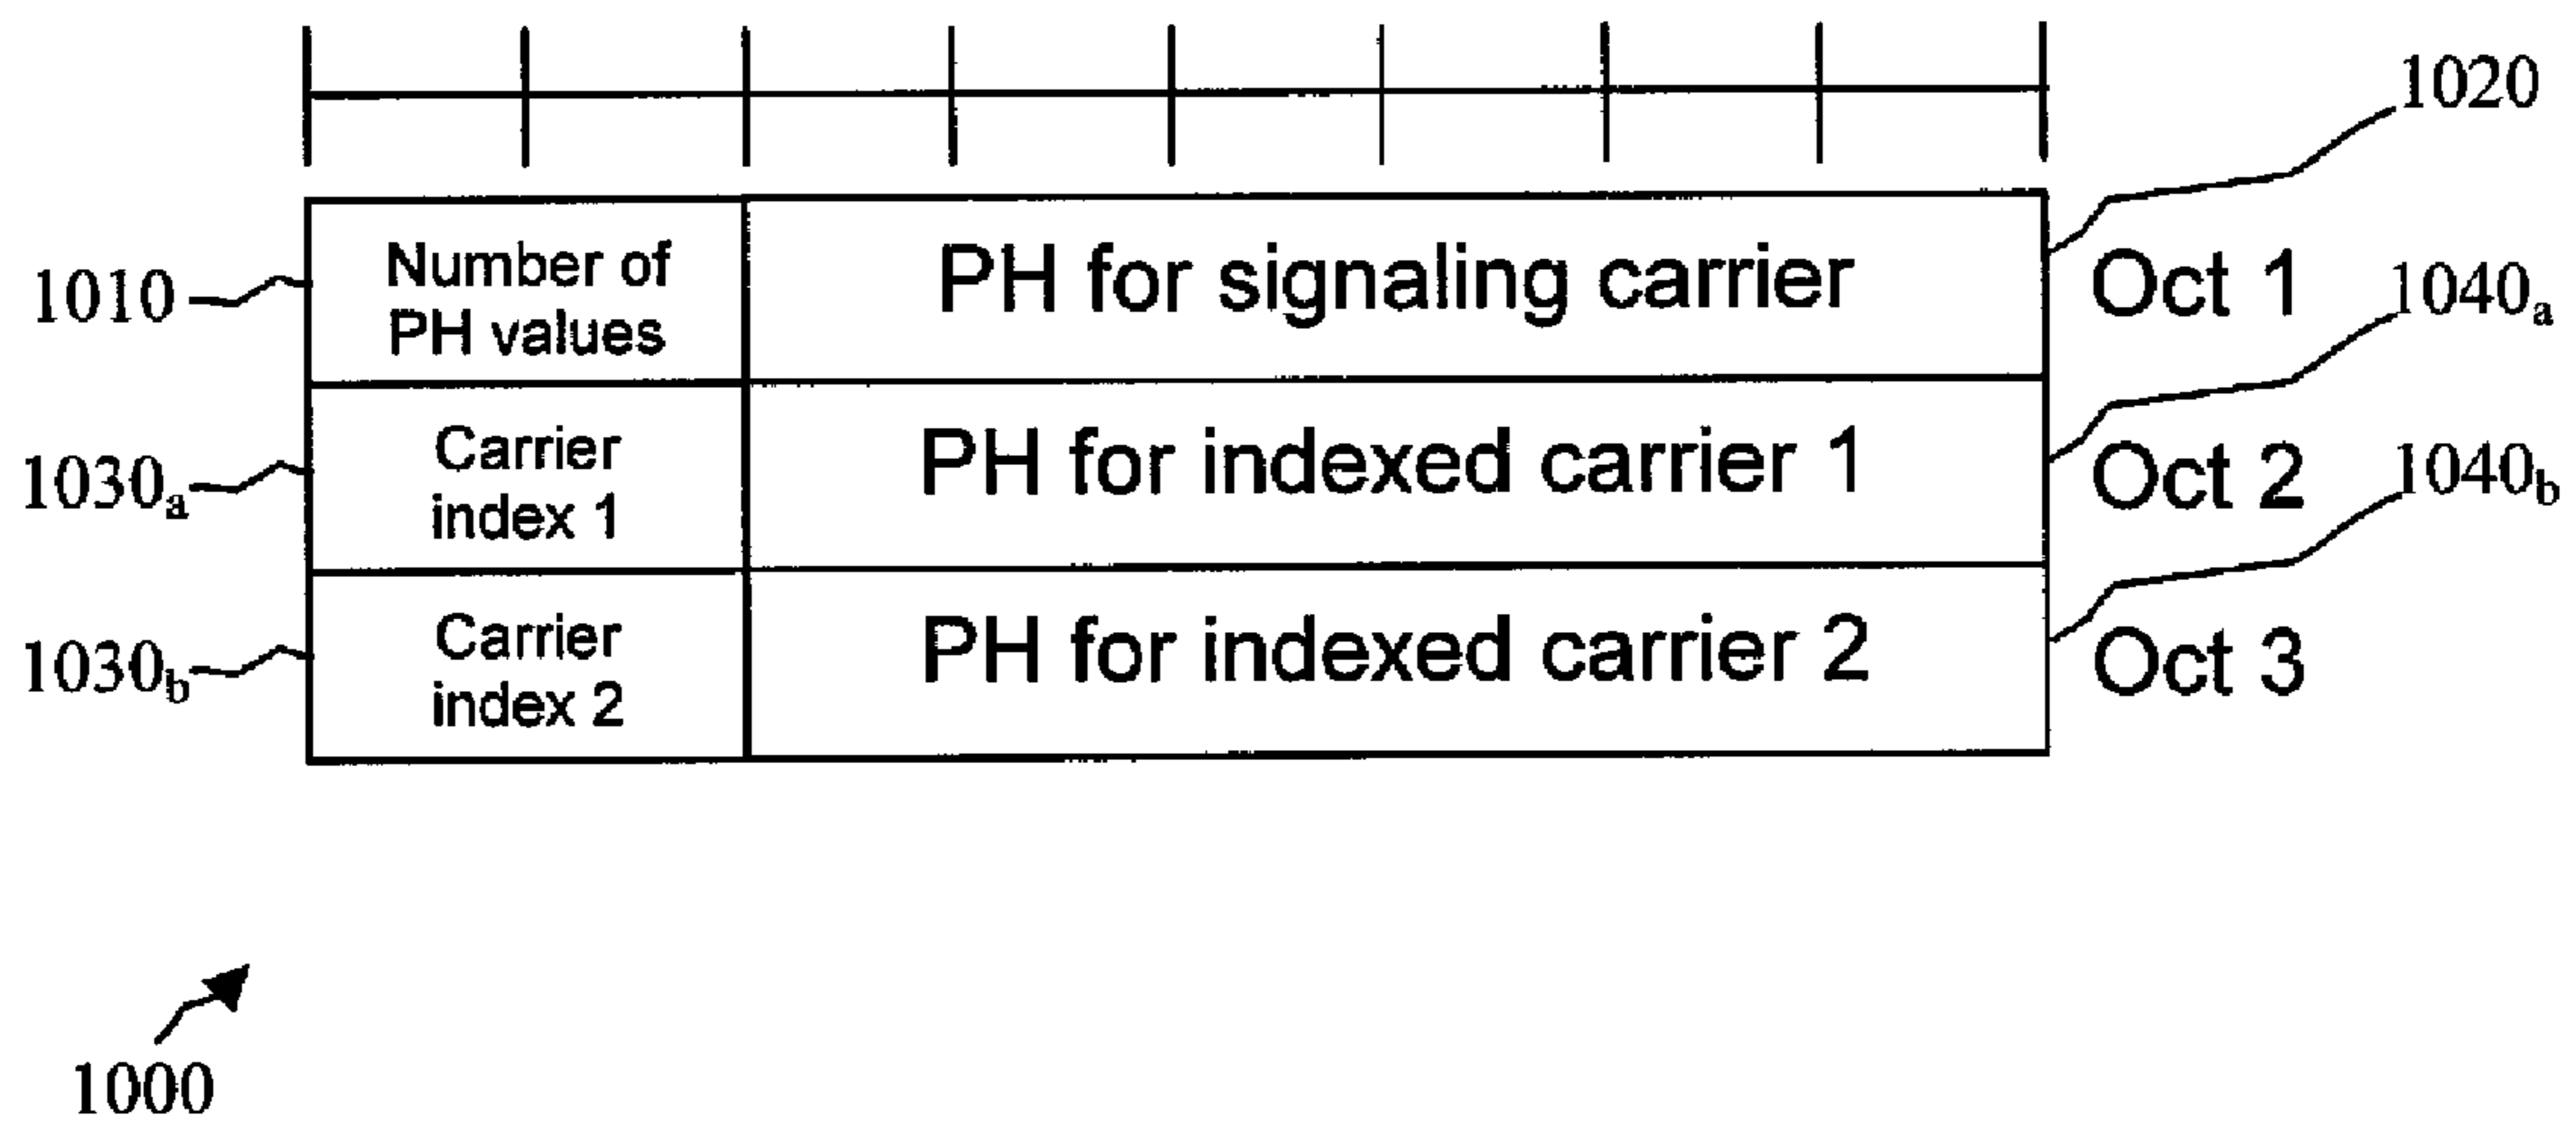 1020
1010
Number of
PH values
PH for signaling carrier
Oct 1
1040a
1030a
Carrier
index 1
PH for indexed carrier 1
Oct 2
1040b
1030b
Carrier
index 2
PH for indexed carrier 2
Oct 3
1000